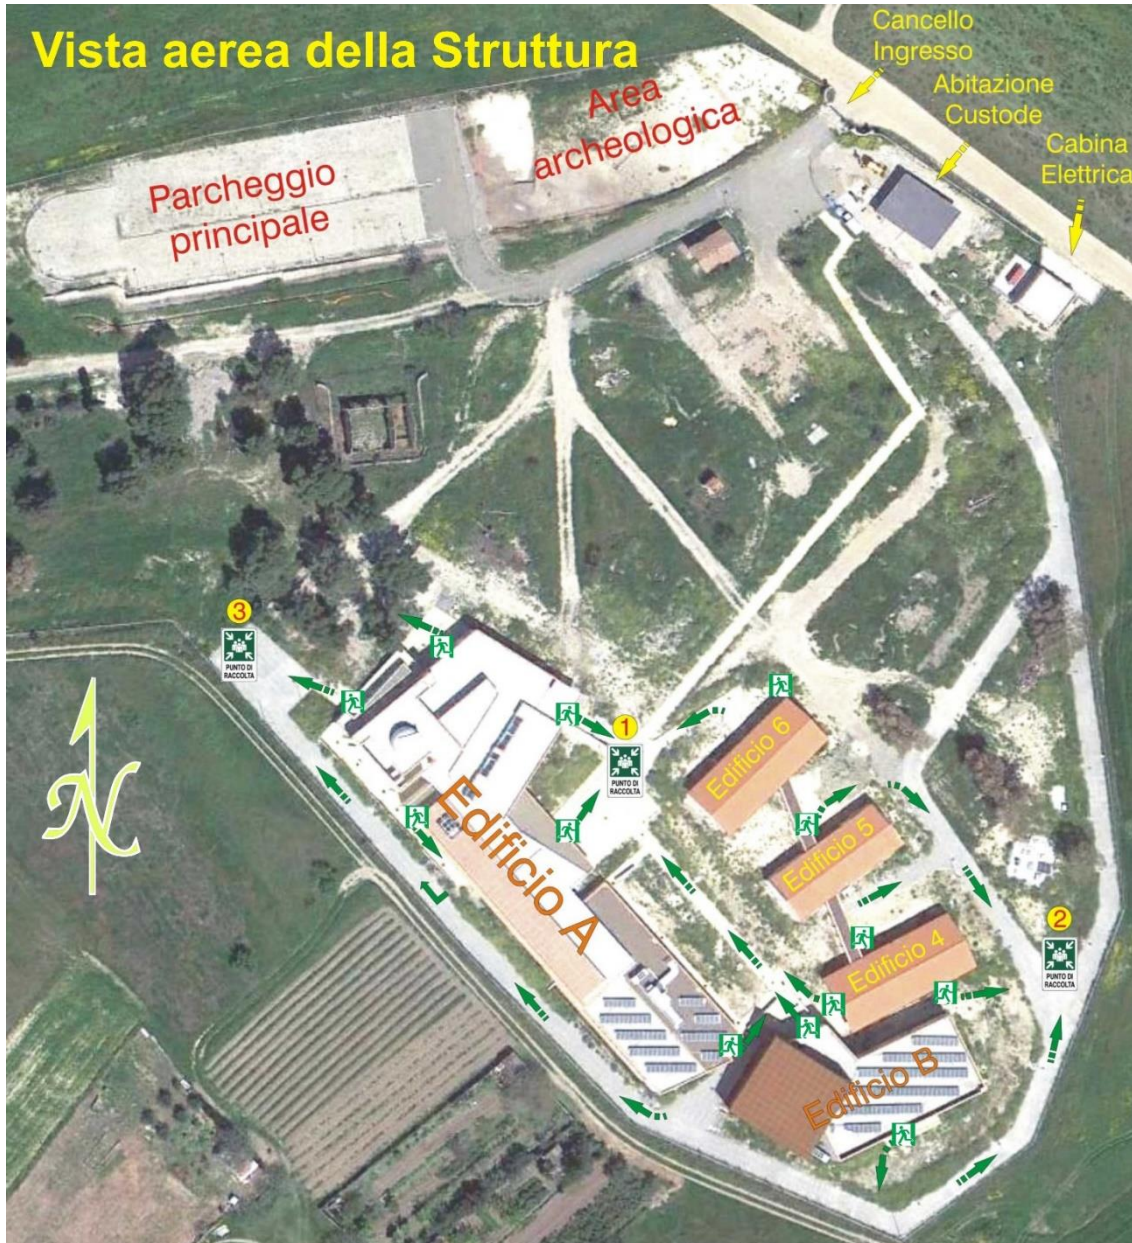 Vista aerea della Struttura
Cancello
Ingresso
Abitazione
Custode
Cabina
Elettrica
Area
archeologica
Parcheggio
principale
3
PUNTO DI
RACCOLTA
N
1
PUNTO DI
RACCOLTA
Edificio 6
Edificio 5
Edificio A
2
PUNTO DI
RACCOLTA
Edificio 4
Edificio B